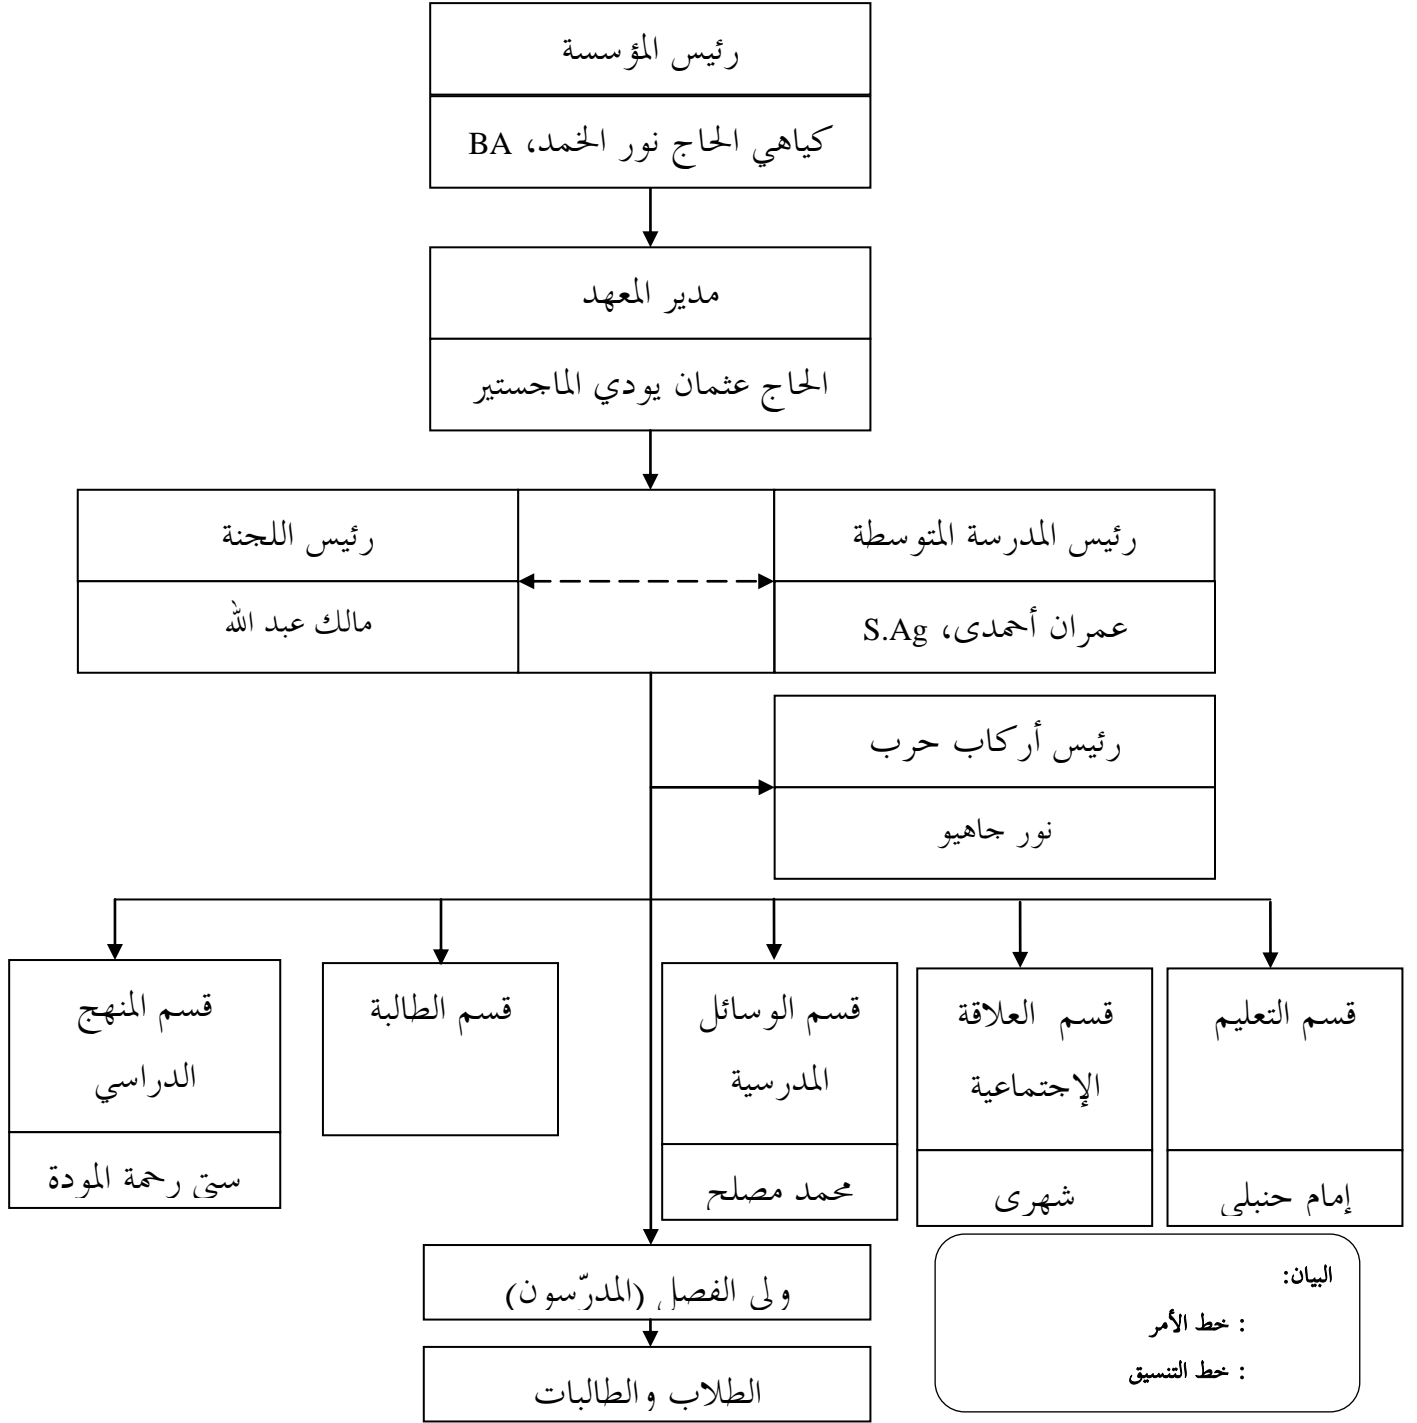 رئيس المؤسسة
كياهي الحاج نور الخمد، BA
مدير المعهد
الحاج عثمان يودي الماجستير
رئيس المدرسة المتوسطة
عمران أحمدى، S.Ag
رئيس اللجنة
مالك عبد الله
رئيس أركاب حرب
نور جاهيو
قسم التعليم
إمام حنبلى
قسم العلاقة
الإجتماعية
شهرى
قسم الوسائل
المدرسية
محمد مصلح
قسم الطالبة
قسم المنهج
الدراسي
ستى رحمة المودة
ولى الفصل (المدرّسون)
الطلاب والطالبات
البيان:
: خط الأمر
: خط التنسيق